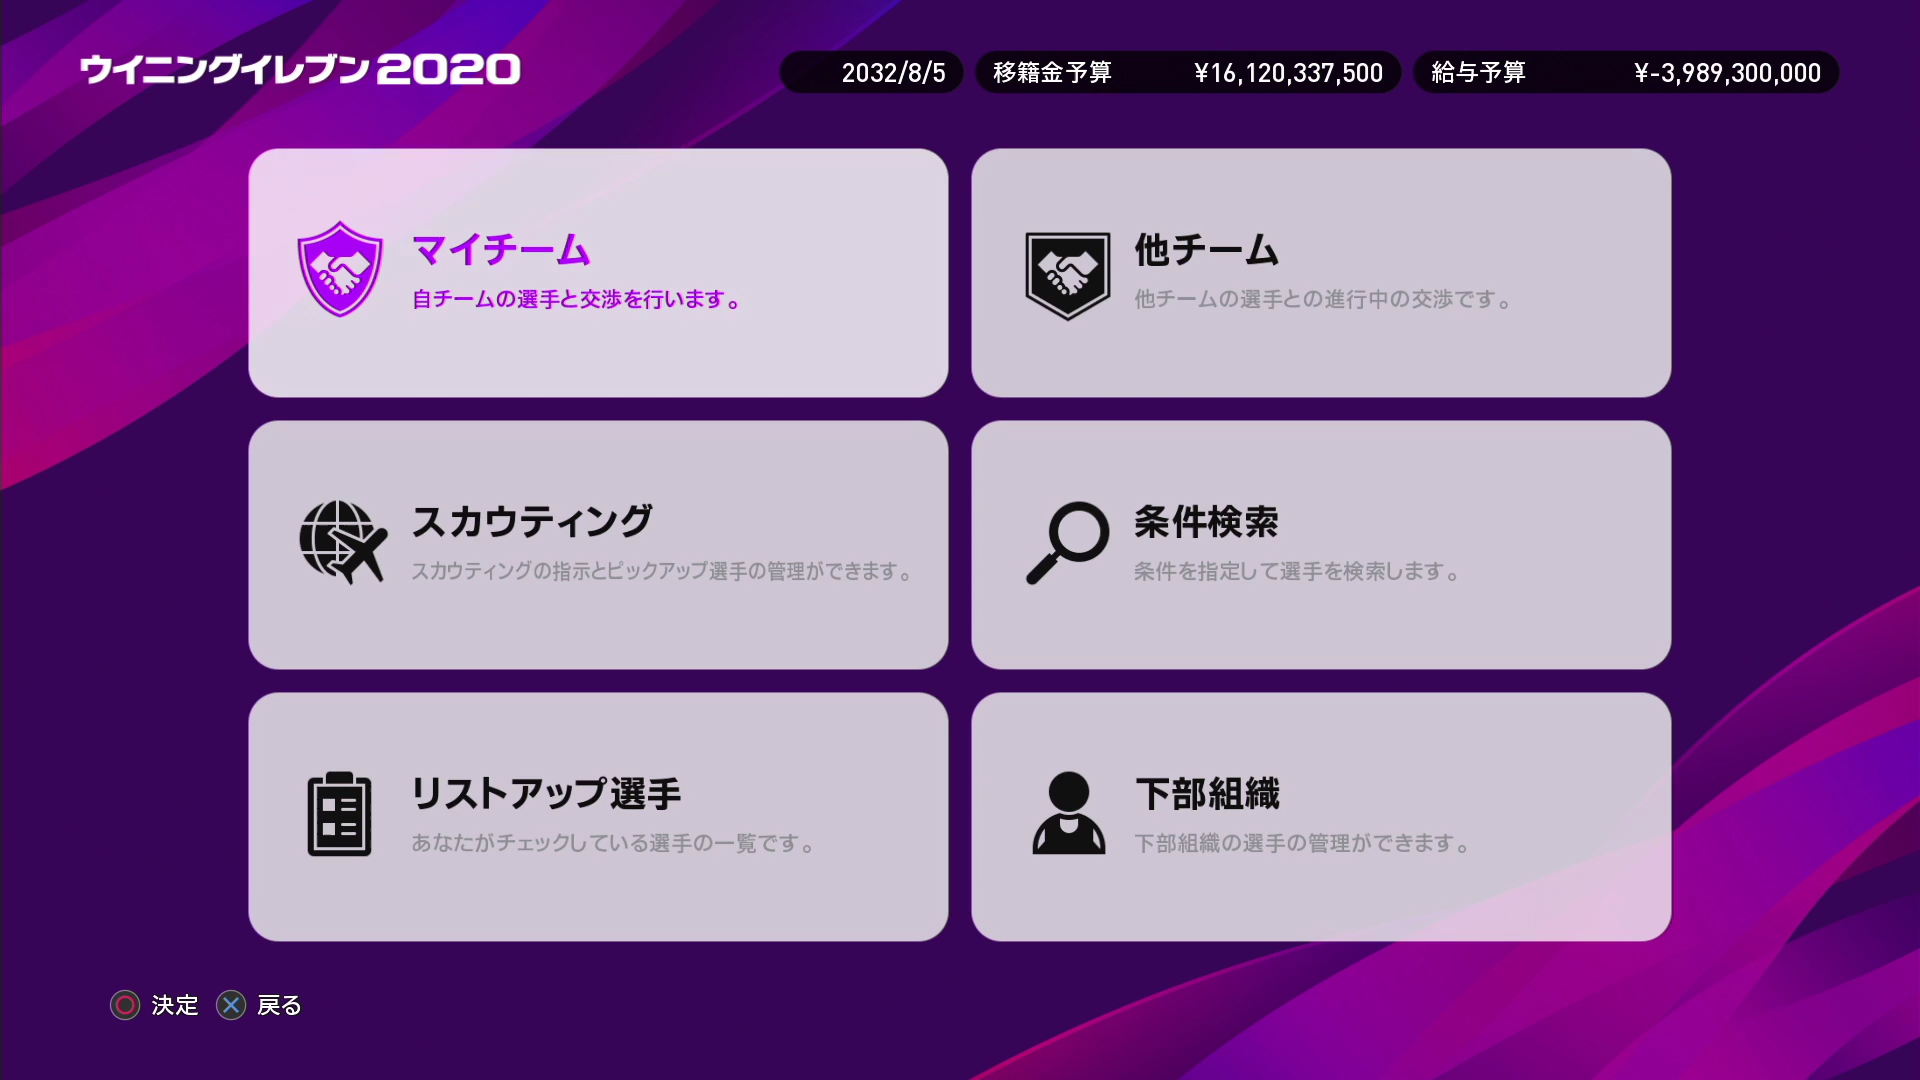 ウイニングイレブン 2020
2032/8/5
移籍金予算 ¥16,120,337,500
給与予算 ¥-3,989,300,000
マイチーム
自チームの選手と交渉を行います。
他チーム
他チームの選手との進行中の交渉です。
スカウティング
スカウティングの指示とピックアップ選手の管理ができます。
条件検索
条件を指定して選手を検索します。
リストアップ選手
あなたがチェックしている選手の一覧です。
下部組織
下部組織の選手の管理ができます。
決定 戻る